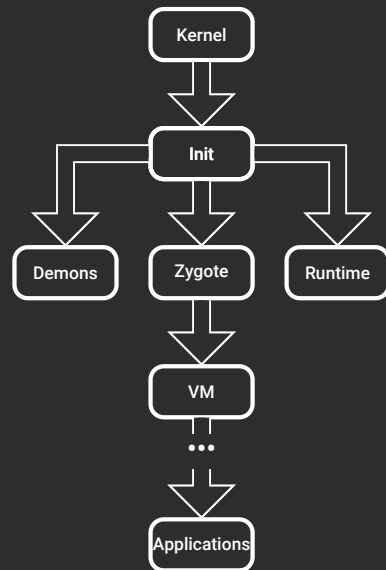 Kernel
Init
Demons
Zygote
Runtime
VM
...
Applications